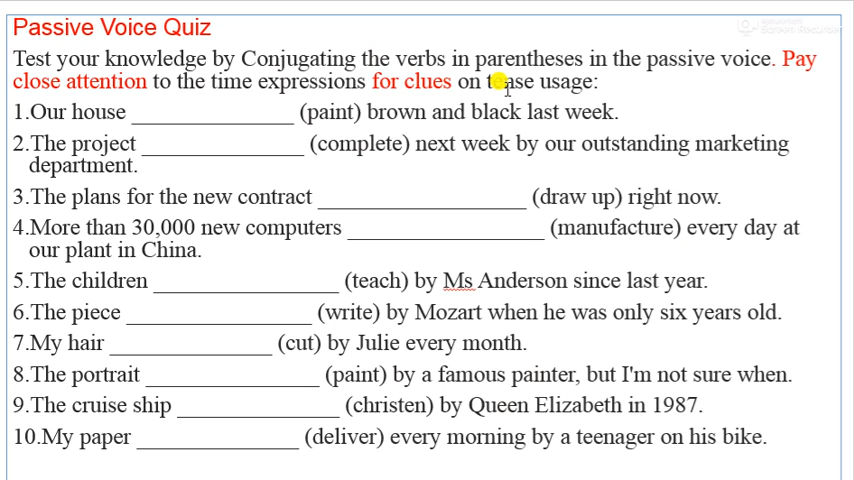 Passive Voice Quiz
Test your knowledge by Conjugating the verbs in parentheses in the passive voice. Pay
close attention to the time expressions for clues on tense usage:
1.Our house ______________ (paint) brown and black last week.
2.The project ______________ (complete) next week by our outstanding marketing
department.
3.The plans for the new contract __________________ (draw up) right now.
4.More than 30,000 new computers _________________ (manufacture) every day at
our plant in China.
5.The children ________________ (teach) by Ms Anderson since last year.
6.The piece ________________ (write) by Mozart when he was only six years old.
7.My hair ______________ (cut) by Julie every month.
8.The portrait _______________ (paint) by a famous painter, but I'm not sure when.
9.The cruise ship ______________ (christen) by Queen Elizabeth in 1987.
10.My paper ______________ (deliver) every morning by a teenager on his bike.